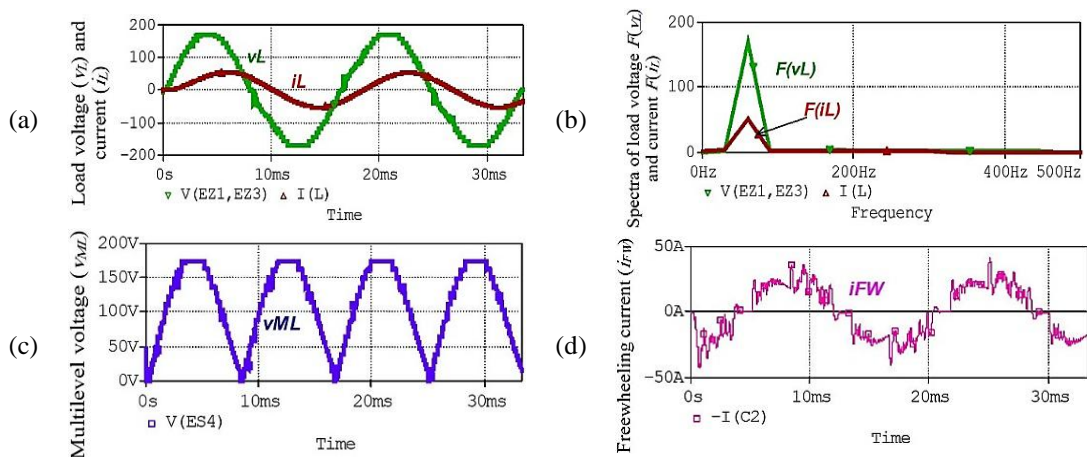 (a)
Load voltage (vL) and
current (iL)
200
100
0
−100
−200
vL
iL
0s
10ms
20ms
30ms
V(EZ1,EZ3)
I(L)
Time
(b)
Spectra of load voltage F(vL)
and current F(iL)
200
100
0
F(vL)
F(iL)
0Hz
200Hz
400Hz
500Hz
V(EZ1,EZ3)
I(L)
Frequency
(c)
Multilevel voltage (vML)
200V
150V
100V
50V
0V
vML
0s
10ms
20ms
30ms
V(ES4)
Time
(d)
Freewheeling current (iFW)
50A
0A
−50A
iFW
0s
10ms
20ms
30ms
-I(C2)
Time